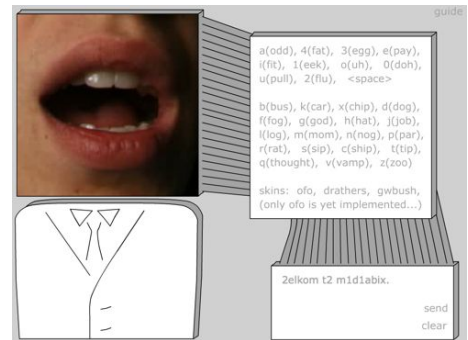 guide
a(odd), 4(fat), 3(egg), e(pay),
i(fit), 1(eek), o(uh), 0(doh),
u(pull), 2(flu), <space>
b(bus), k(car), x(chip), d(dog),
f(fog), g(god), h(hat), j(job),
l(log), m(mom), n(nog), p(par),
r(rat), s(sip), c(ship), t(tip),
q(thought), v(vamp), z(zoo)
skins: ofo, drathers, gwbush,
(only ofo is yet implemented...)
2elkom t2 m1d1abix.
send
clear